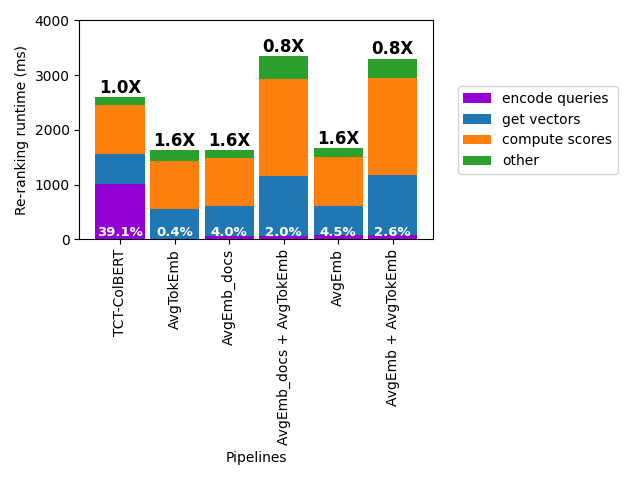 4000
3000
2000
1000
0
Re-ranking runtime (ms)
1.0X
1.6X
1.6X
0.8X
1.6X
0.8X
39.1%
0.4%
4.0%
2.0%
4.5%
2.6%
TCT-ColBERT
AvgTokEmb
AvgEmb_docs
AvgEmb_docs + AvgTokEmb
AvgEmb
AvgEmb + AvgTokEmb
Pipelines
encode queries
get vectors
compute scores
other